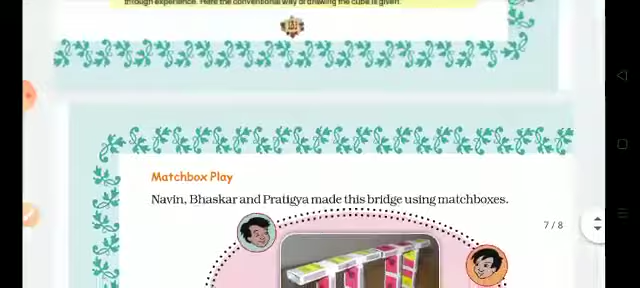 through experience. Here the conventional way of drawing the cube is given.
131
Matchbox Play
Navin, Bhaskar and Pratigya made this bridge using matchboxes.
7 / 8